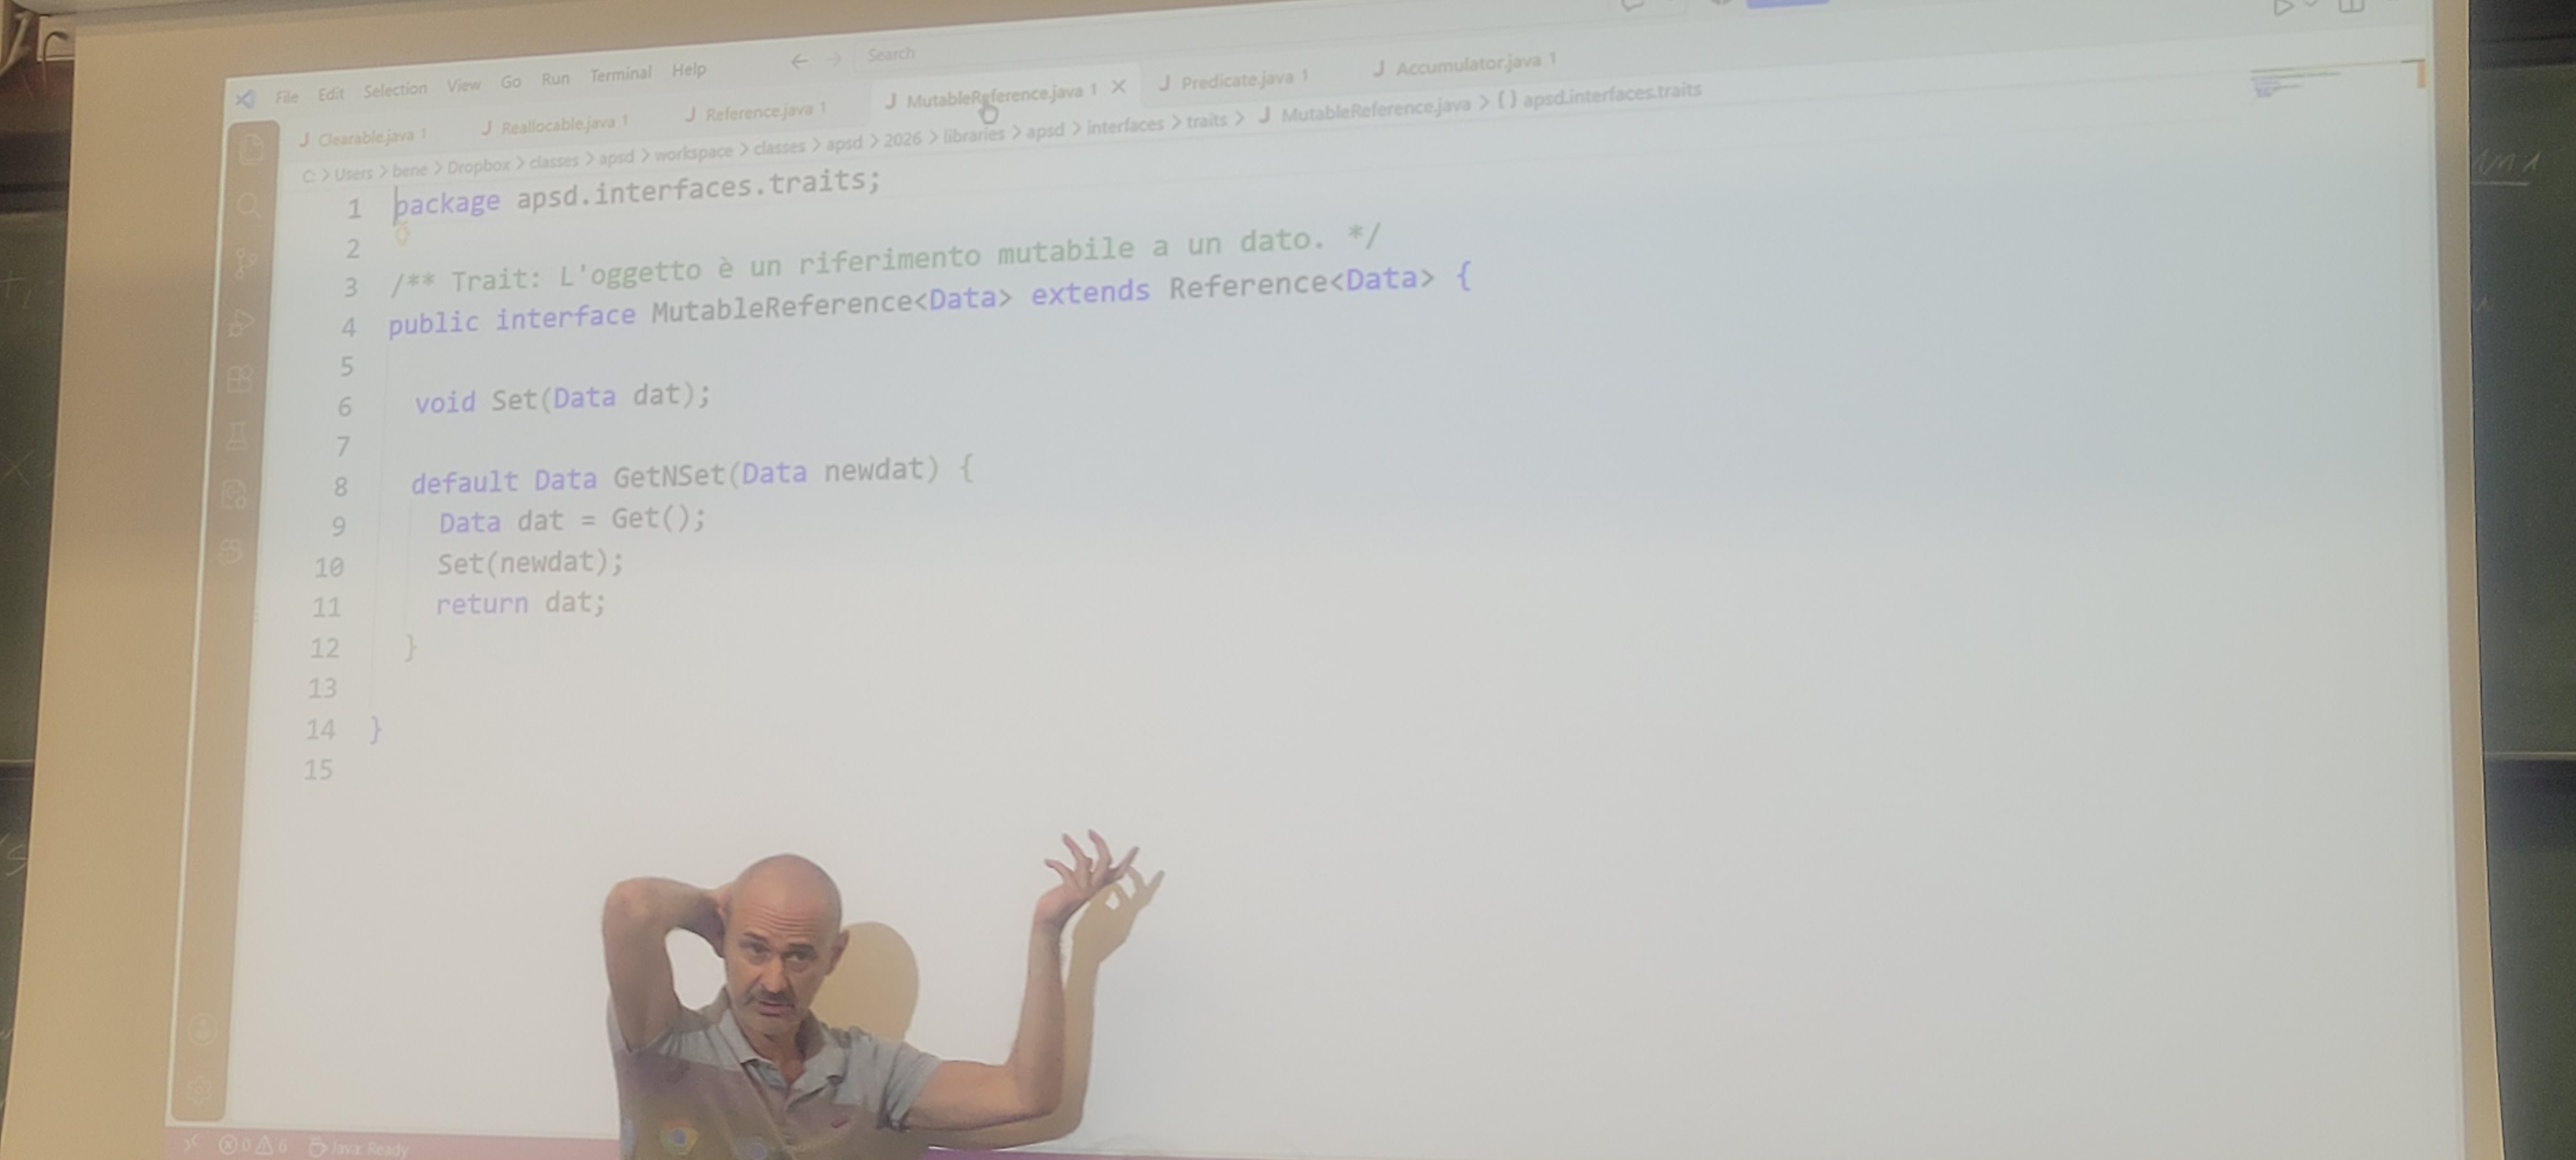 File Edit Selection View Go Run Terminal Help
Search
Clearable.java 1
Reallocable.java 1
Reference.java 1
MutableReference.java 1
Predicate.java 1
Accumulator.java 1
C: > Users > bene > Dropbox > classes > apsd > workspace > classes > apsd > 2026 > libraries > apsd > interfaces > traits > J MutableReference.java > {} apsd.interfaces.traits
1 package apsd.interfaces.traits;
2
3 /** Trait: L'oggetto è un riferimento mutabile a un dato. */
4 public interface MutableReference<Data> extends Reference<Data> {
5
6 void Set(Data dat);
7
8 default Data GetNSet(Data newdat) {
9 Data dat = Get();
10 Set(newdat);
11 return dat;
12 }
13
14 }
15
0 6 Java: Ready